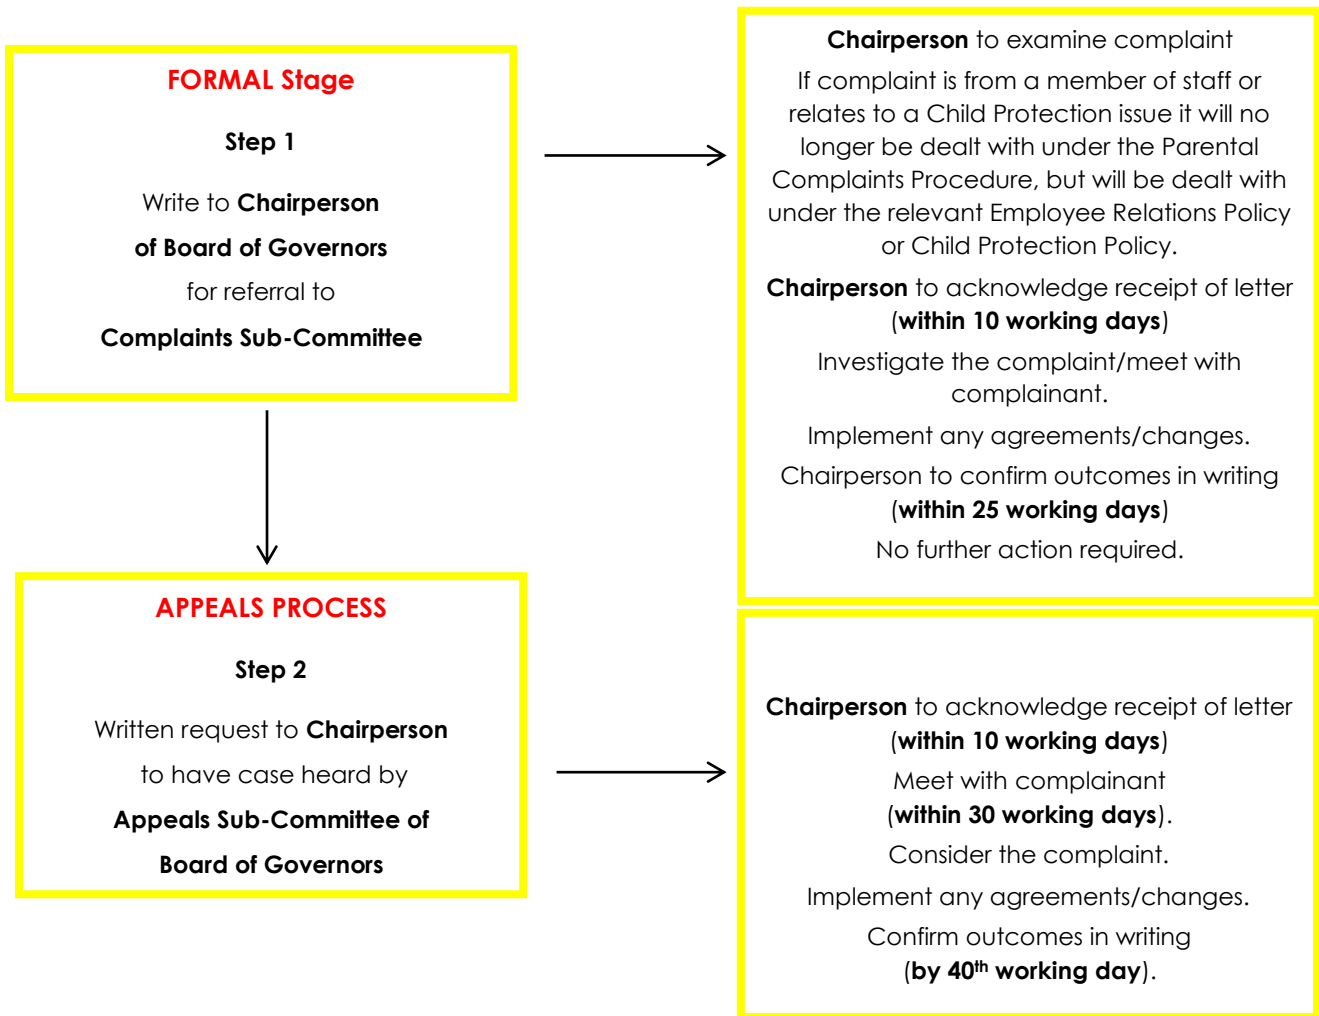 FORMAL Stage
Step 1
Write to Chairperson
of Board of Governors
for referral to
Complaints Sub-Committee
Chairperson to examine complaint
If complaint is from a member of staff or
relates to a Child Protection issue it will no
longer be dealt with under the Parental
Complaints Procedure, but will be dealt with
under the relevant Employee Relations Policy
or Child Protection Policy.
Chairperson to acknowledge receipt of letter
(within 10 working days)
Investigate the complaint/meet with
complainant.
Implement any agreements/changes.
Chairperson to confirm outcomes in writing
(within 25 working days)
No further action required.
APPEALS PROCESS
Step 2
Written request to Chairperson
to have case heard by
Appeals Sub-Committee of
Board of Governors
Chairperson to acknowledge receipt of letter
(within 10 working days)
Meet with complainant
(within 30 working days).
Consider the complaint.
Implement any agreements/changes.
Confirm outcomes in writing
(by 40th working day).